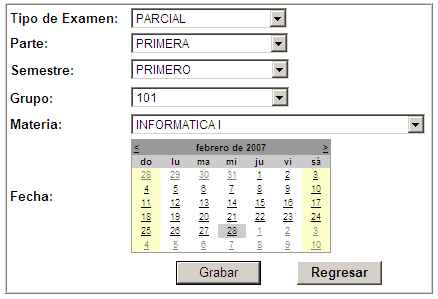 Tipo de Examen: PARCIAL
Parte: PRIMERA
Semestre: PRIMERO
Grupo: 101
Materia: INFORMATICA I
Fecha:
< febrero de 2007 >
do lu ma mi ju vi sá
28 29 30 31 1 2 3
4 5 6 7 8 9 10
11 12 13 14 15 16 17
18 19 20 21 22 23 24
25 26 27 28 1 2 3
4 5 6 7 8 9 10
Grabar Regresar